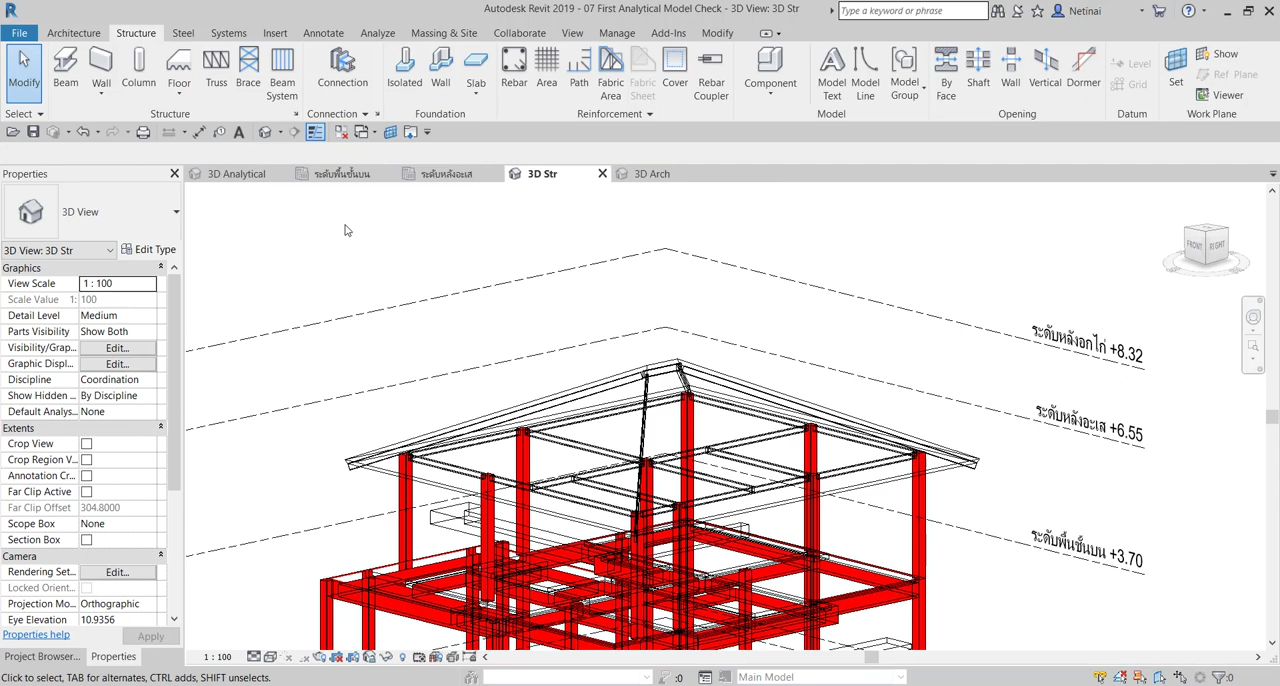 Autodesk Revit 2019 - 07 First Analytical Model Check - 3D View: 3D Str
Type a keyword or phrase
Netinai
File Architecture Structure Steel Systems Insert Annotate Analyze Massing & Site Collaborate View Manage Add-Ins Modify
Modify Beam Wall Column Floor Truss Brace Beam System Connection Isolated Wall Slab Rebar Area Path Fabric Area Fabric Sheet Cover Rebar Coupler Component Model Text Model Line Model Group By Face Shaft Wall Vertical Dormer Level Grid Set Show Ref Plane Viewer
Select Structure Connection Foundation Reinforcement Model Opening Datum Work Plane
Properties
3D Analytical ระดับพื้นชั้นบน ระดับหลังอะเส 3D Str 3D Arch
3D View
3D View: 3D Str Edit Type
Graphics
View Scale 1 : 100
Scale Value 1: 100
Detail Level Medium
Parts Visibility Show Both
Visibility/Grap... Edit...
Graphic Displ... Edit...
Discipline Coordination
Show Hidden ... By Discipline
Default Analys... None
Extents
Crop View
Crop Region V...
Annotation Cr...
Far Clip Active
Far Clip Offset 304.8000
Scope Box None
Section Box
Camera
Rendering Set... Edit...
Locked Orient...
Projection Mo... Orthographic
Eye Elevation 10.9356
Properties help Apply
Project Browser... Properties
FRONT RIGHT
ระดับหลังอกไก่ +8.32
ระดับหลังอะเส +6.55
ระดับพื้นชั้นบน +3.70
1 : 100
Click to select, TAB for alternates, CTRL adds, SHIFT unselects.
:0 Main Model :0